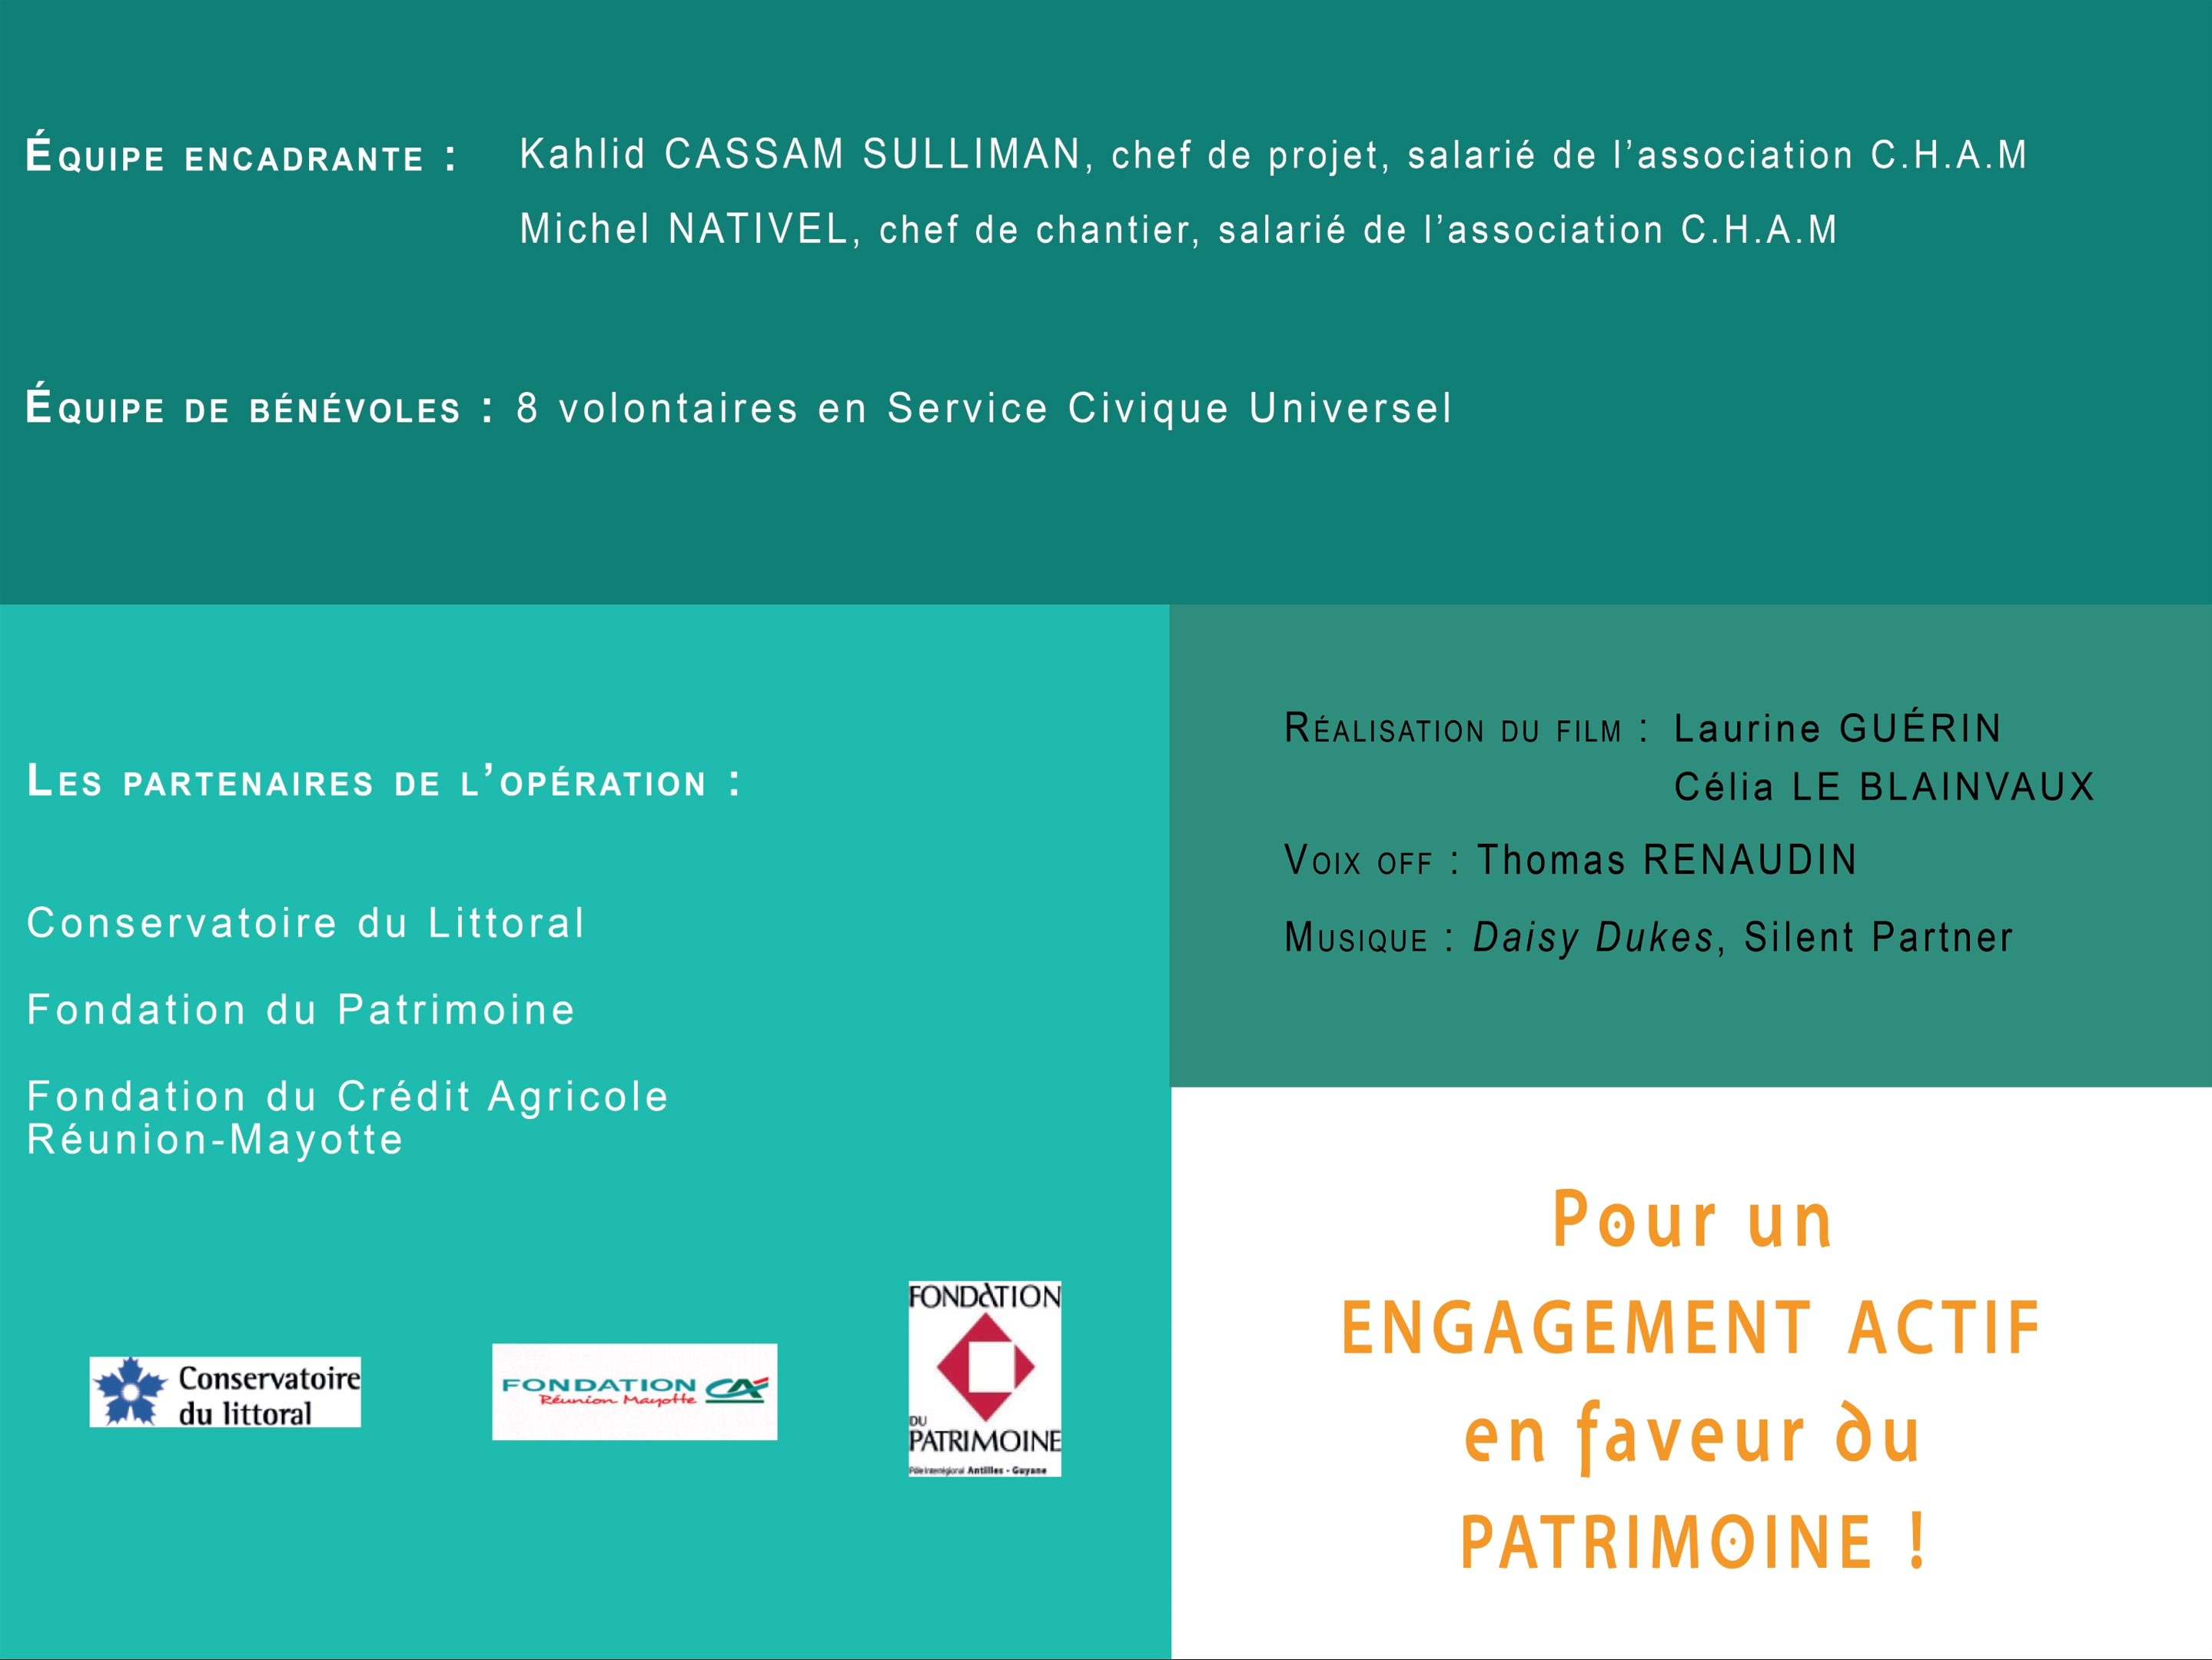 Équipe encadrante : Kahlid CASSAM SULLIMAN, chef de projet, salarié de l’association C.H.A.M
Michel NATIVEL, chef de chantier, salarié de l’association C.H.A.M
Équipe de bénévoles : 8 volontaires en Service Civique Universel
Les partenaires de l’opération :
Conservatoire du Littoral
Fondation du Patrimoine
Fondation du Crédit Agricole
Réunion-Mayotte
Conservatoire
du littoral
FONDATION CA
Réunion Mayotte
FONDATION
DU
PATRIMOINE
Pôle Interrégional Antilles - Guyane
Réalisation du film : Laurine GUÉRIN
Célia LE BLAINVAUX
Voix off : Thomas RENAUDIN
Musique : Daisy Dukes, Silent Partner
Pour un
ENGAGEMENT ACTIF
en faveur du
PATRIMOINE !